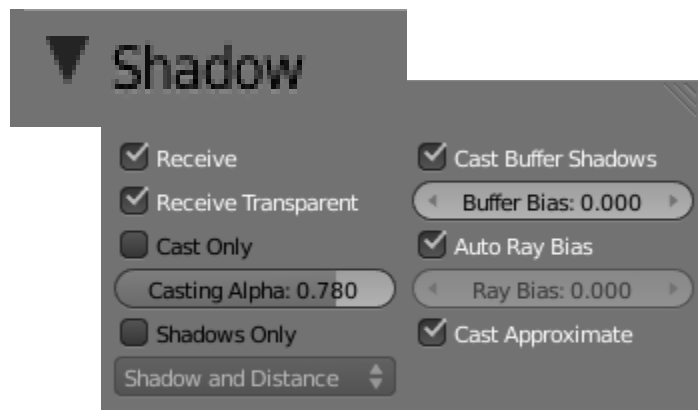 Shadow
Receive
Cast Buffer Shadows
Receive Transparent
Buffer Bias: 0.000
Cast Only
Auto Ray Bias
Casting Alpha: 0.780
Ray Bias: 0.000
Shadows Only
Cast Approximate
Shadow and Distance